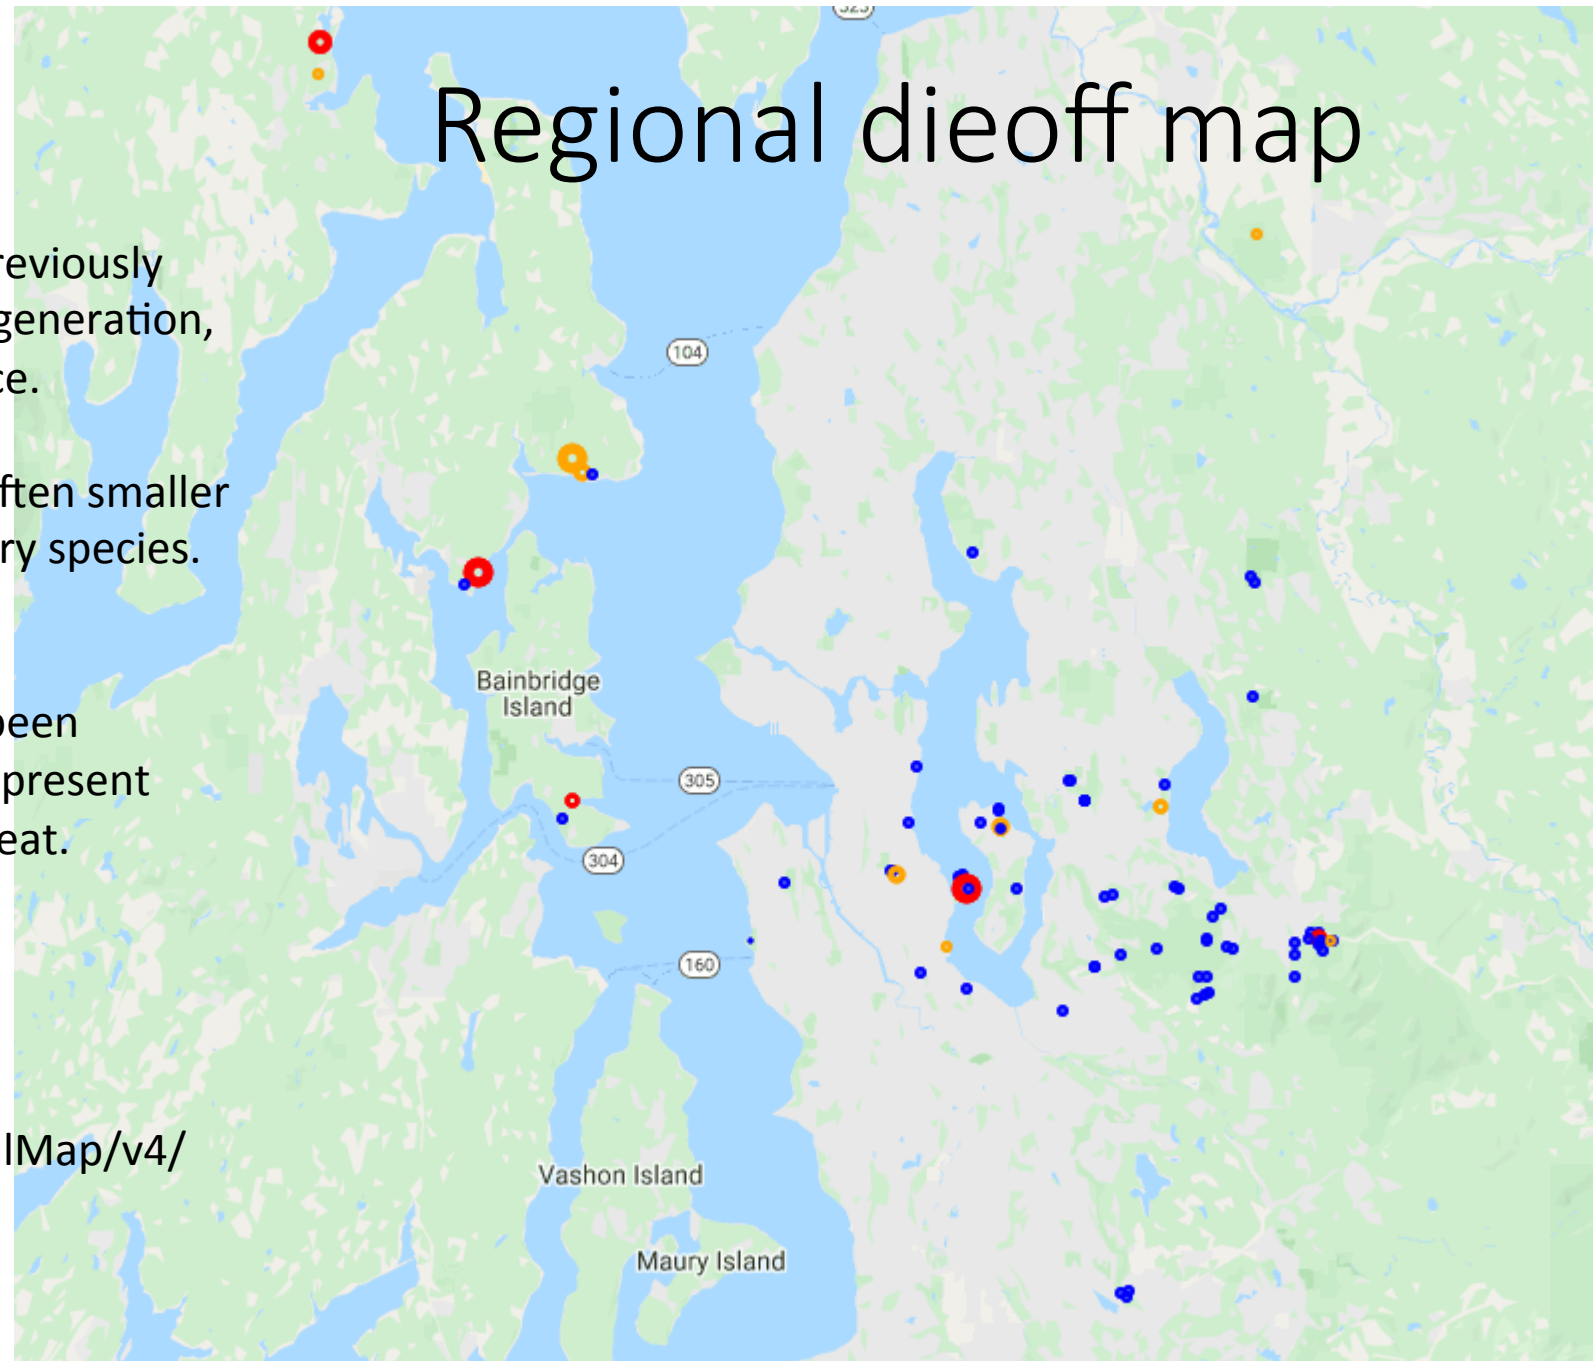 Regional dieoff map
reviously
generation,
ce.
ften smaller
ry species.
been
present
eat.
lMap/v4/
104
Bainbridge
Island
305
304
160
Vashon Island
Maury Island